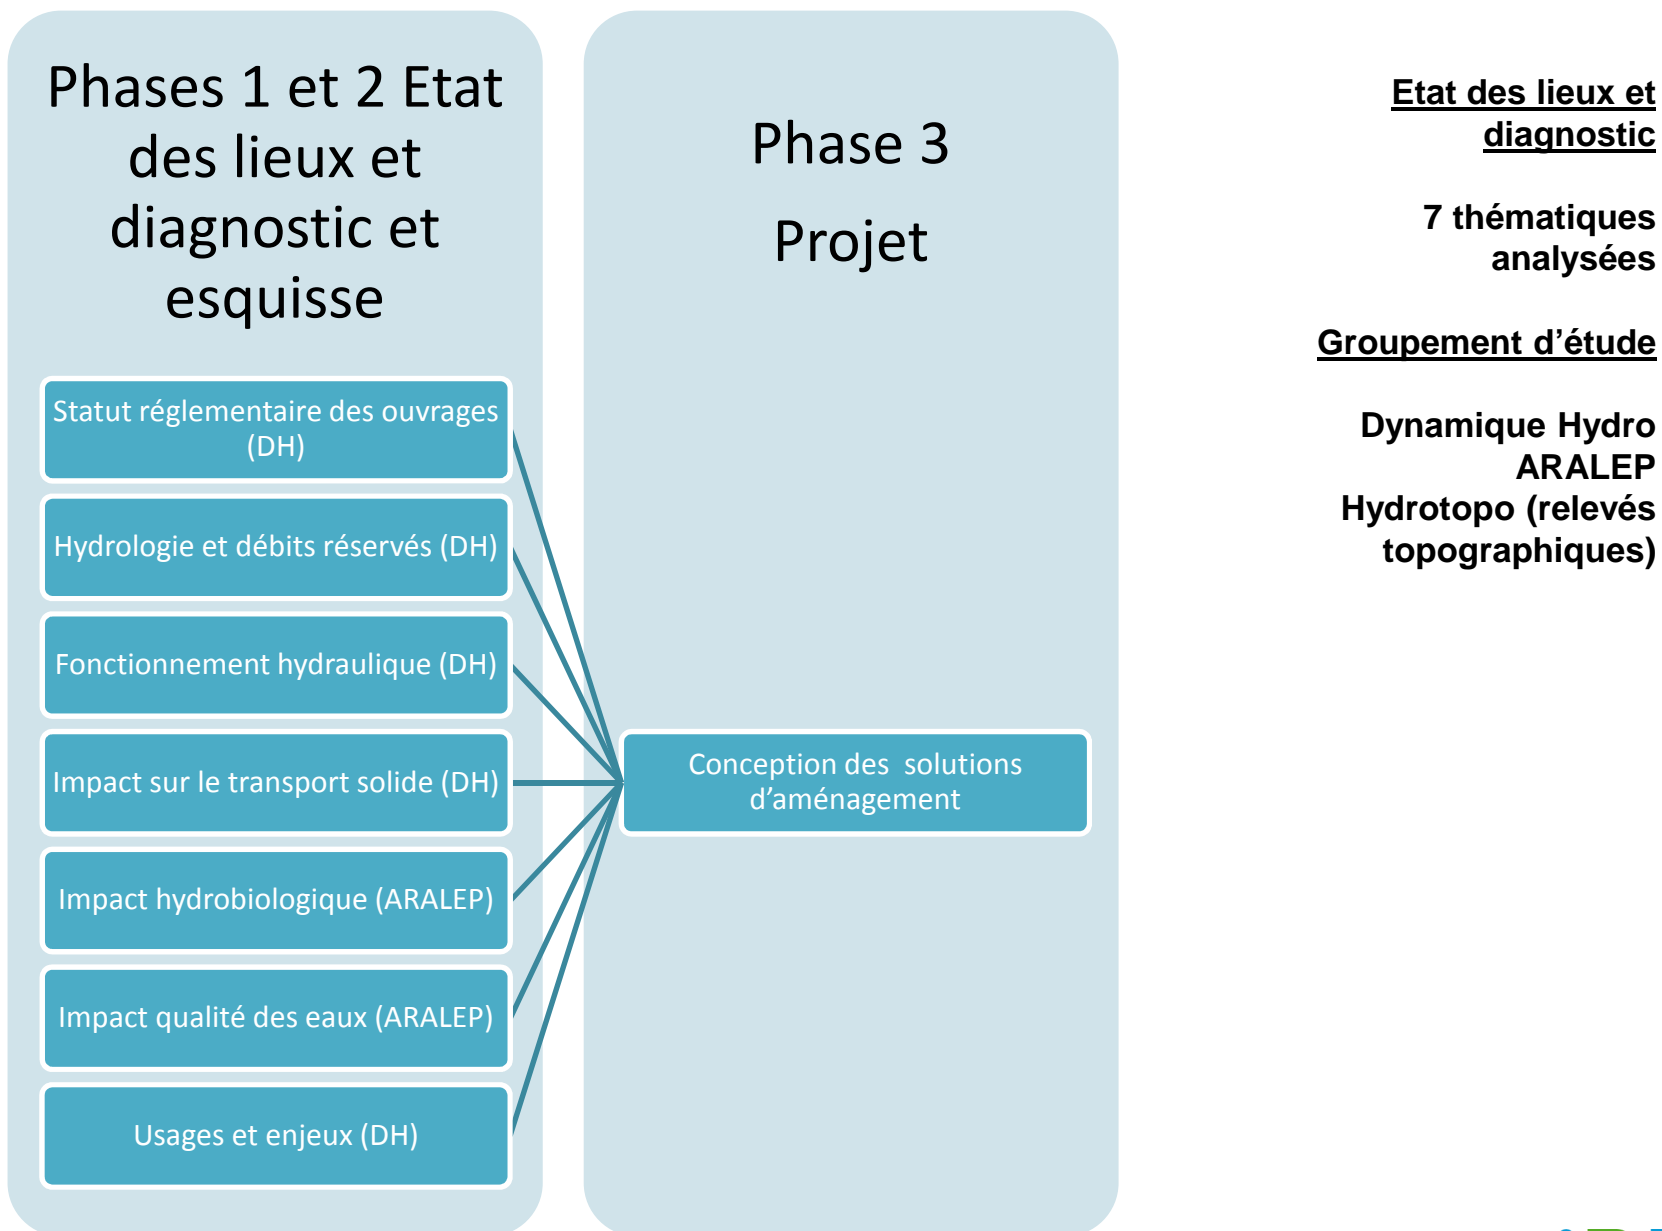 Phases 1 et 2 Etat
des lieux et
diagnostic et
esquisse
Statut réglementaire des ouvrages
(DH)
Hydrologie et débits réservés (DH)
Fonctionnement hydraulique (DH)
Impact sur le transport solide (DH)
Impact hydrobiologique (ARALEP)
Impact qualité des eaux (ARALEP)
Usages et enjeux (DH)
Phase 3
Projet
Conception des  solutions
d’aménagement
Etat des lieux et
diagnostic
7 thématiques
analysées
Groupement d’étude
Dynamique Hydro
ARALEP
Hydrotopo (relevés
topographiques)